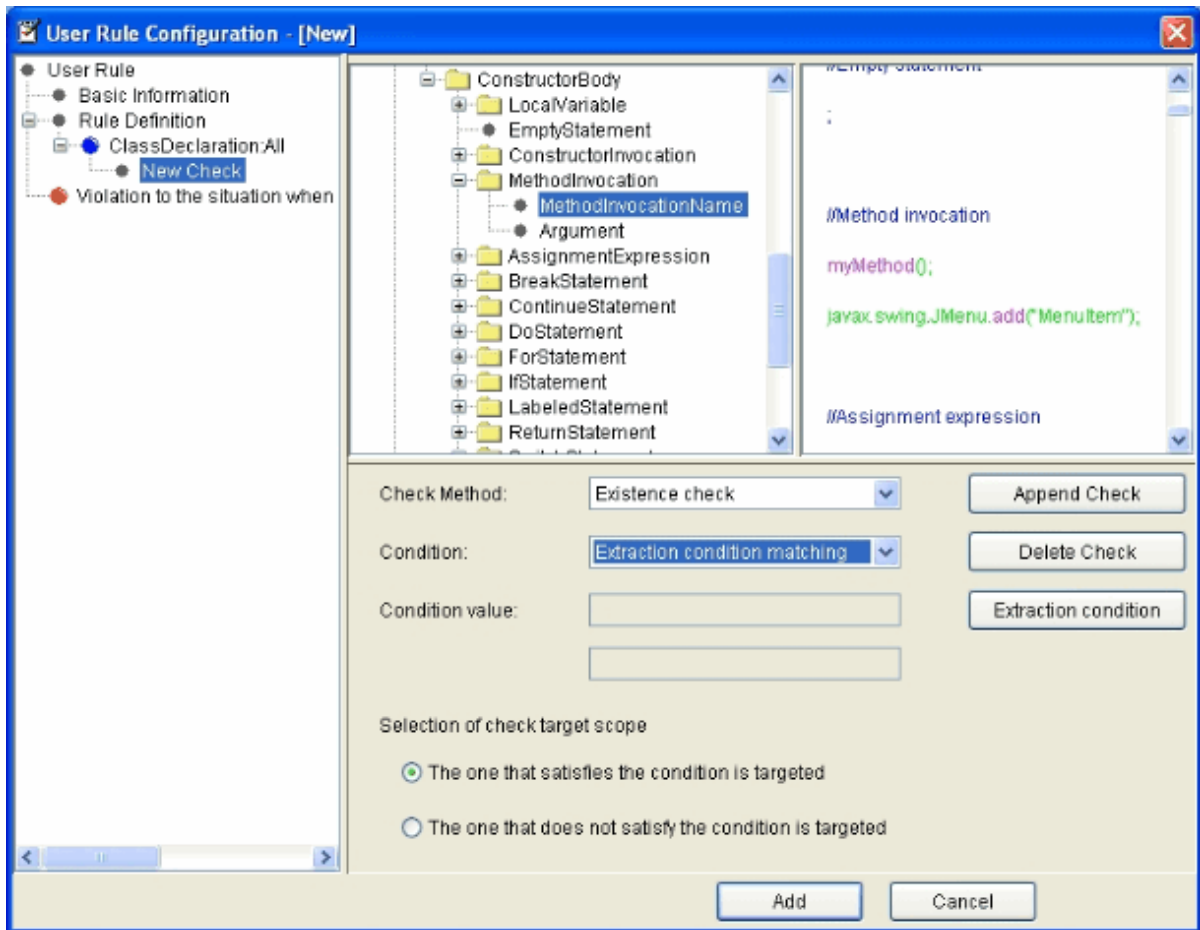 User Rule Configuration - [New]
User Rule
Basic Information
Rule Definition
ClassDeclaration:All
New Check
Violation to the situation when
ConstructorBody
LocalVariable
EmptyStatement
ConstructorInvocation
MethodInvocation
MethodInvocationName
Argument
AssignmentExpression
BreakStatement
ContinueStatement
DoStatement
ForStatement
IfStatement
LabeledStatement
ReturnStatement
//Empty statement
;
//Method invocation
myMethod();
javax.swing.JMenu.add("MenuItem");
//Assignment expression
Check Method:
Existence check
Append Check
Condition:
Extraction condition matching
Delete Check
Condition value:
Extraction condition
Selection of check target scope
The one that satisfies the condition is targeted
The one that does not satisfy the condition is targeted
Add
Cancel